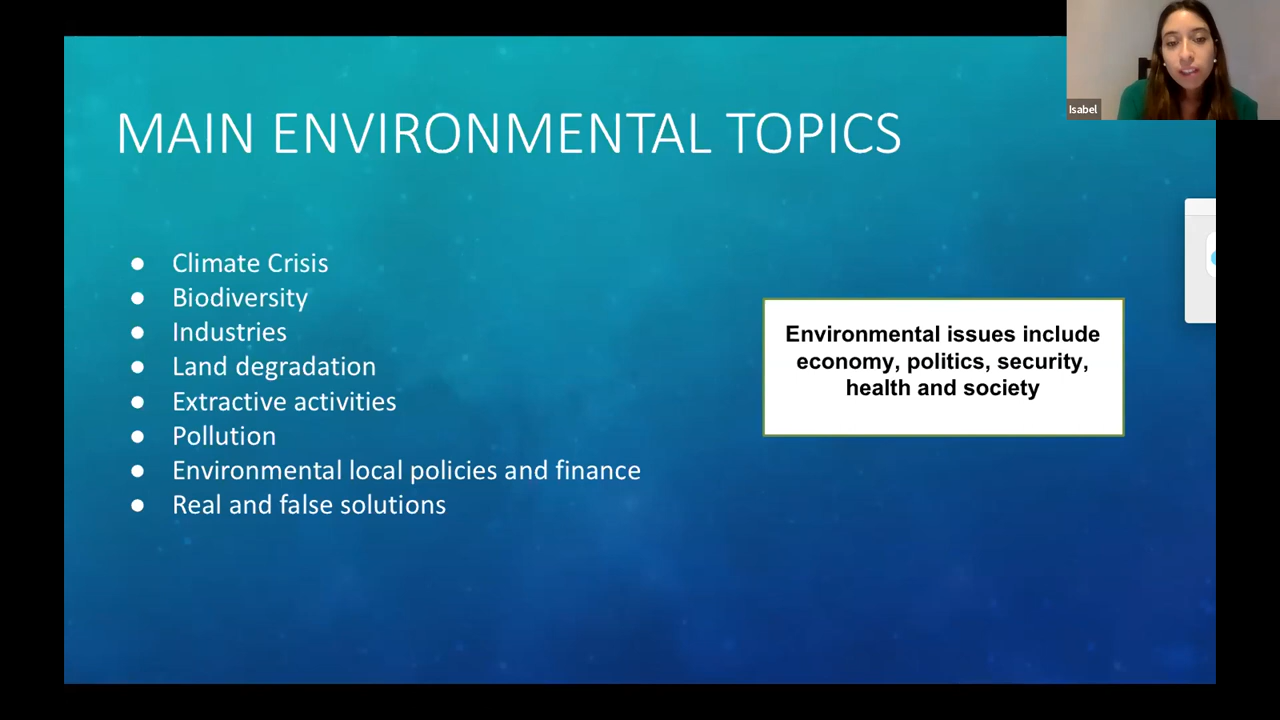 Isabel
MAIN ENVIRONMENTAL TOPICS
● Climate Crisis
● Biodiversity
● Industries
● Land degradation
● Extractive activities
● Pollution
● Environmental local policies and finance
● Real and false solutions
Environmental issues include
economy, politics, security,
health and society